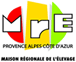 MrE
PROVENCE ALPES CÔTE D'AZUR
MAISON RÉGIONALE DE L'ÉLEVAGE